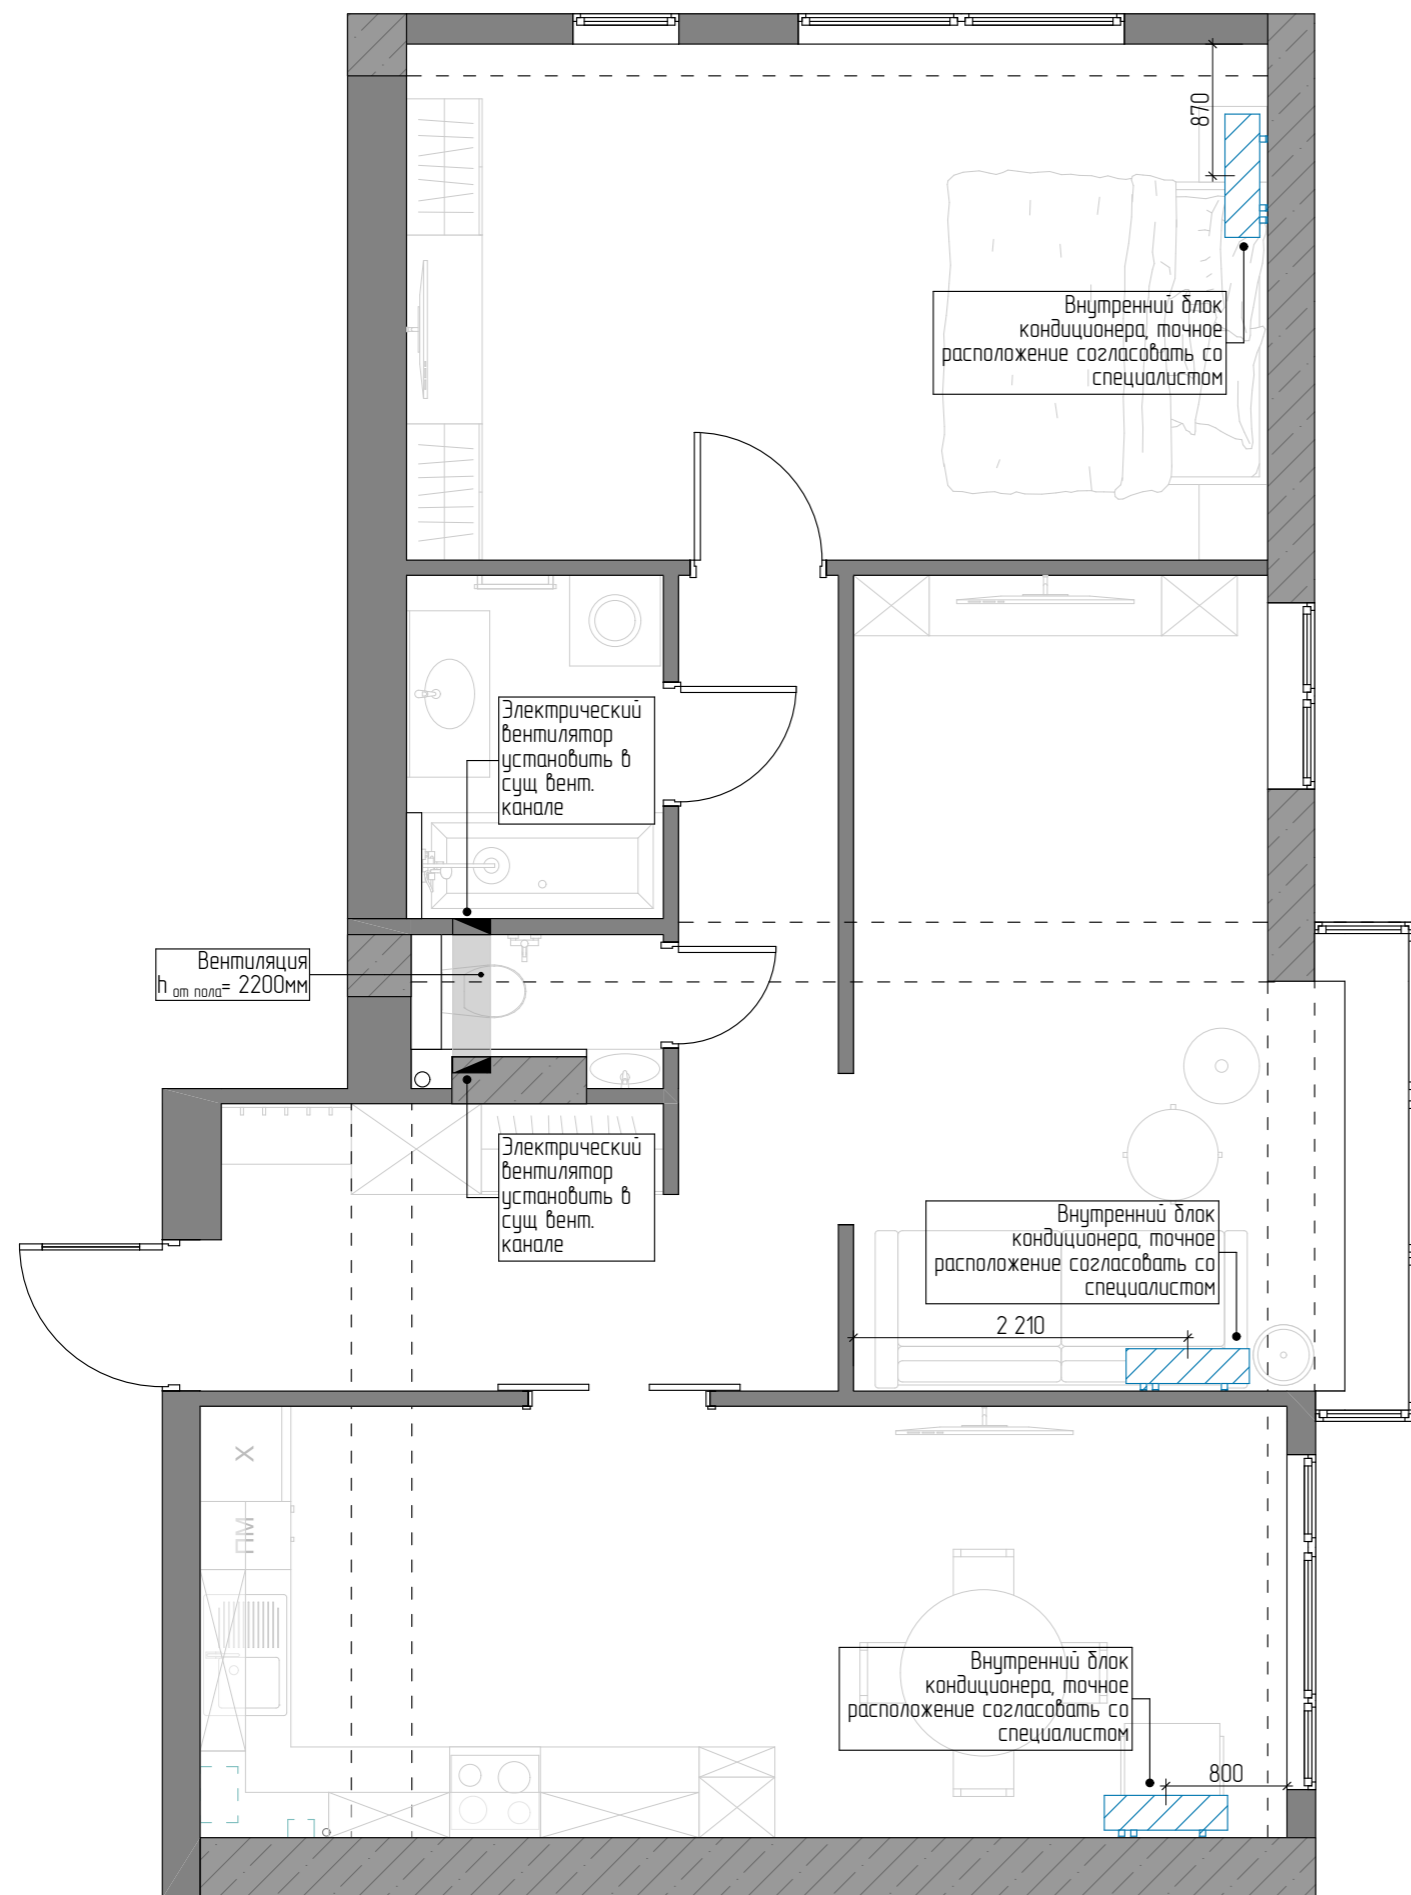 870
Внутренний блок
кондиционера, точное
расположение согласовать со
специалистом
Электрический
вентилятор
установить в
сущ вент.
канале
Вентиляция
h от пола= 2200мм
Электрический
вентилятор
установить в
сущ вент.
канале
Внутренний блок
кондиционера, точное
расположение согласовать со
специалистом
2 210
Х
ПМ
Внутренний блок
кондиционера, точное
расположение согласовать со
специалистом
800